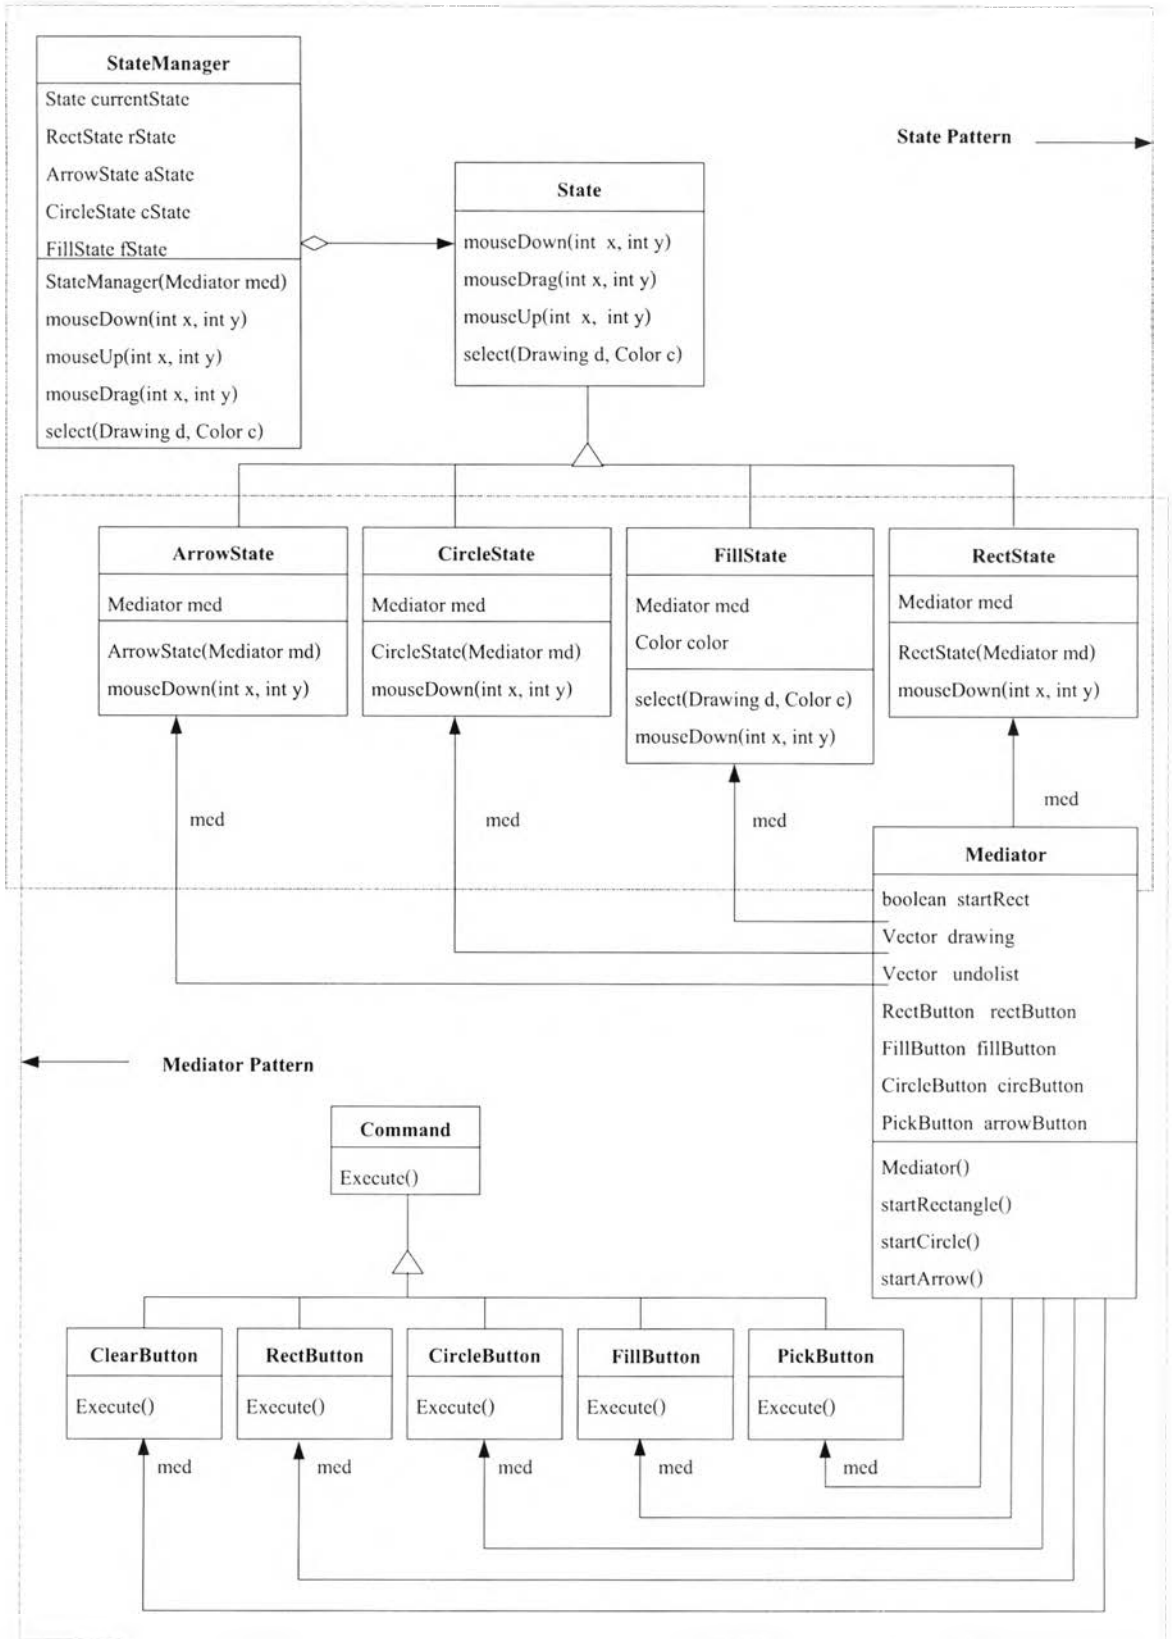 StateManager
State currentState
RectState rState
ArrowState aState
CircleState cState
FillState fState
StateManager(Mediator med)
mouseDown(int x, int y)
mouseUp(int x, int y)
mouseDrag(int x, int y)
select(Drawing d, Color c)
State Pattern
State
mouseDown(int x, int y)
mouseDrag(int x, int y)
mouseUp(int x, int y)
select(Drawing d, Color c)
ArrowState
Mediator med
ArrowState(Mediator md)
mouseDown(int x, int y)
CircleState
Mediator med
CircleState(Mediator md)
mouseDown(int x, int y)
FillState
Mediator med
Color color
select(Drawing d, Color c)
mouseDown(int x, int y)
RectState
Mediator med
RectState(Mediator md)
mouseDown(int x, int y)
med
med
med
med
Mediator
boolean startRect
Vector drawing
Vector undolist
RectButton rectButton
FillButton fillButton
CircleButton circButton
PickButton arrowButton
Mediator()
startRectangle()
startCircle()
startArrow()
Mediator Pattern
Command
Execute()
ClearButton
Execute()
RectButton
Execute()
CircleButton
Execute()
FillButton
Execute()
PickButton
Execute()
med
med
med
med
med